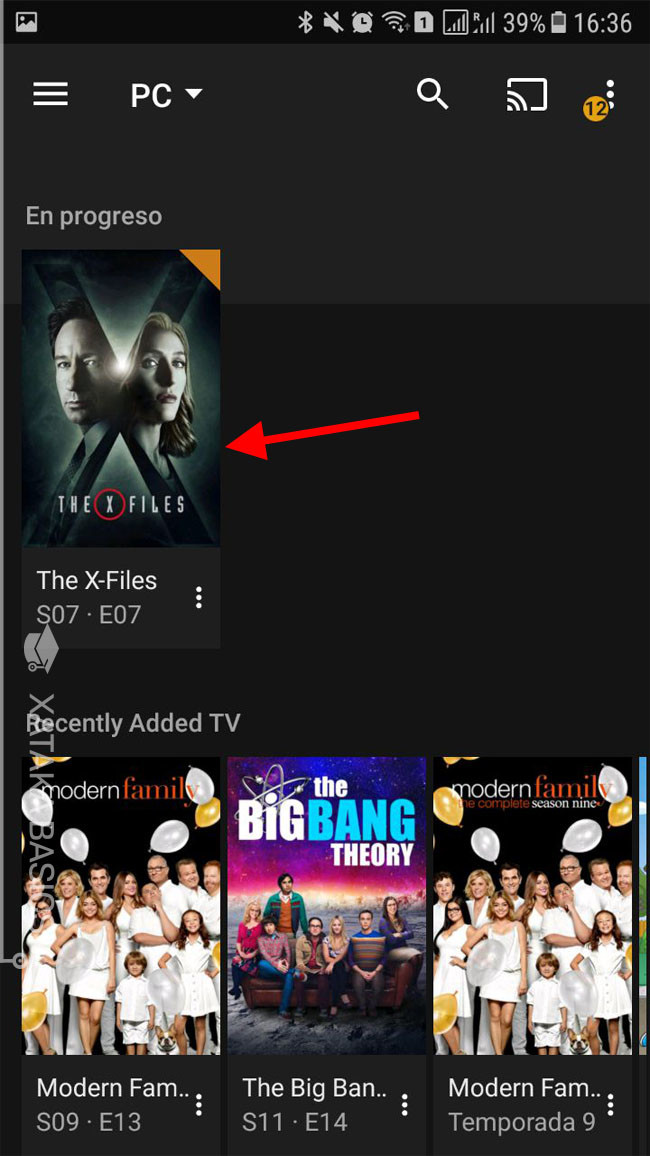 1 R 39% 16:36
PC
12
En progreso
THE X FILES
The X-Files
S07 · E07
XATAKA BASICS
Recently Added TV
modern family
the BIG BANG THEORY
modern family
the complete season nine
Modern Fam..
S09 · E13
The Big Ban..
S11 · E14
Modern Fam..
Temporada 9